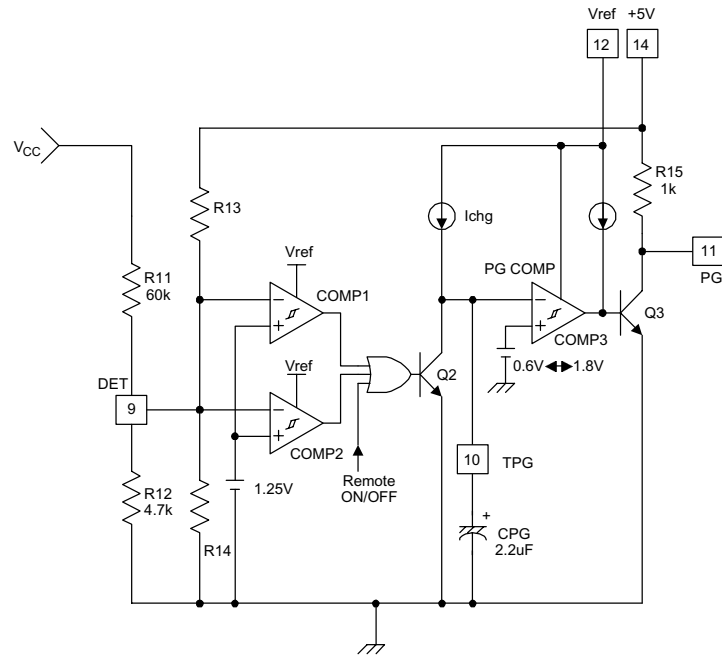 Vref +5V
12 14
VCC
R15
1k
R13
Ichg
Vref
11
PG
R11
60k
COMP1
PG COMP
Q3
COMP3
Vref
0.6V 1.8V
DET
9
Q2
COMP2
10 TPG
Remote
ON/OFF
1.25V
R12
4.7k
R14
+
CPG
2.2uF